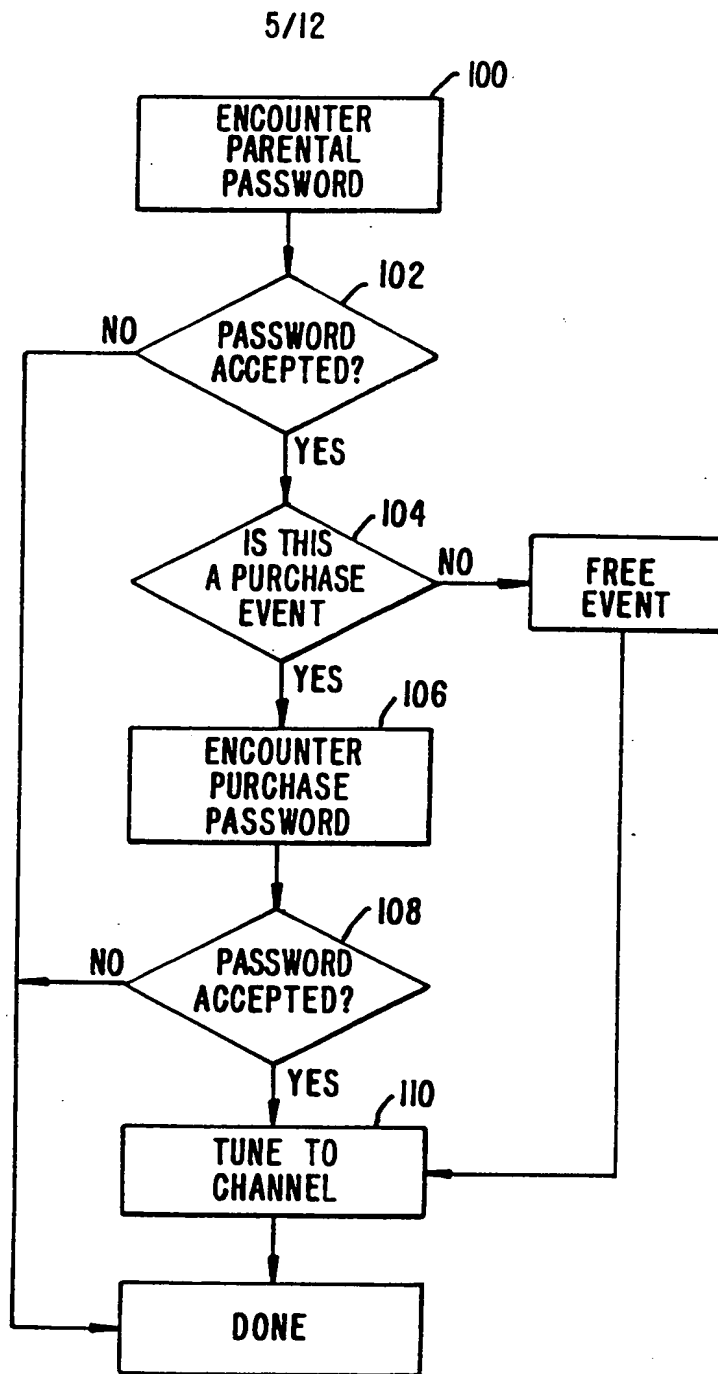 5/12
100
ENCOUNTER
PARENTAL
PASSWORD
102
NO
PASSWORD
ACCEPTED?
YES
104
IS THIS
A PURCHASE
EVENT
NO
FREE
EVENT
YES
106
ENCOUNTER
PURCHASE
PASSWORD
108
NO
PASSWORD
ACCEPTED?
YES
110
TUNE TO
CHANNEL
DONE